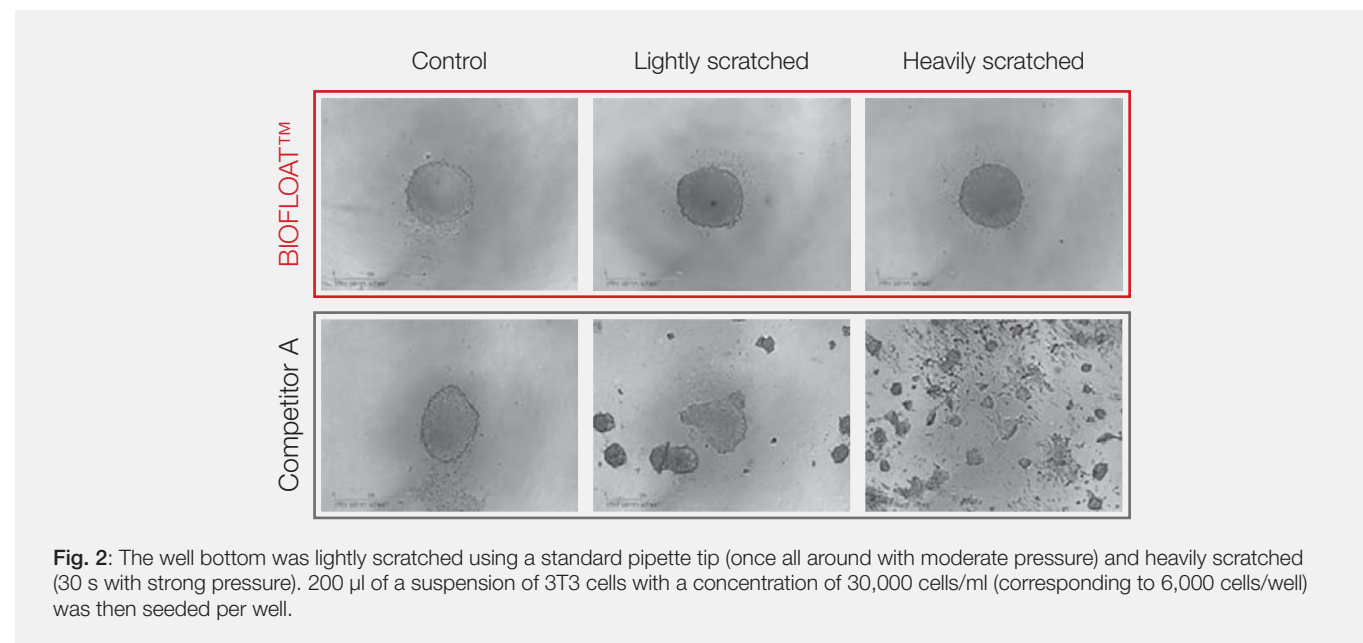 Control
Lightly scratched
Heavily scratched
BIOFLOAT™
Competitor A
Fig. 2: The well bottom was lightly scratched using a standard pipette tip (once all around with moderate pressure) and heavily scratched
(30 s with strong pressure). 200 µl of a suspension of 3T3 cells with a concentration of 30,000 cells/ml (corresponding to 6,000 cells/well)
was then seeded per well.